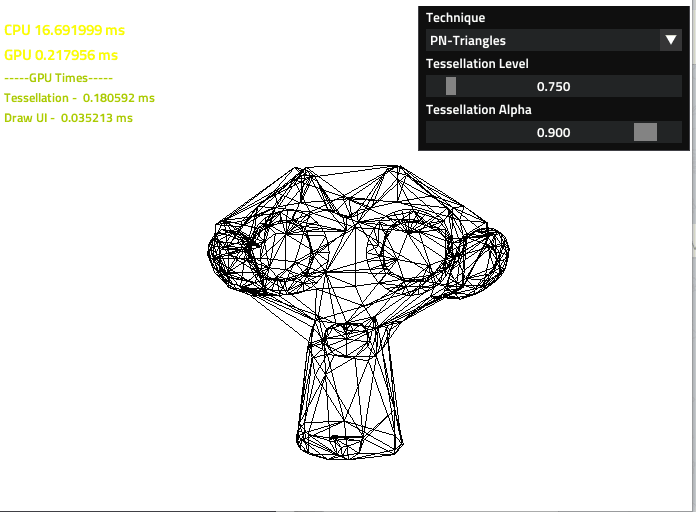 CPU 16.691999 ms
GPU 0.217956 ms
-----GPU Times-----
Tessellation - 0.180592 ms
Draw UI - 0.035213 ms
Technique
PN-Triangles
Tessellation Level
0.750
Tessellation Alpha
0.900